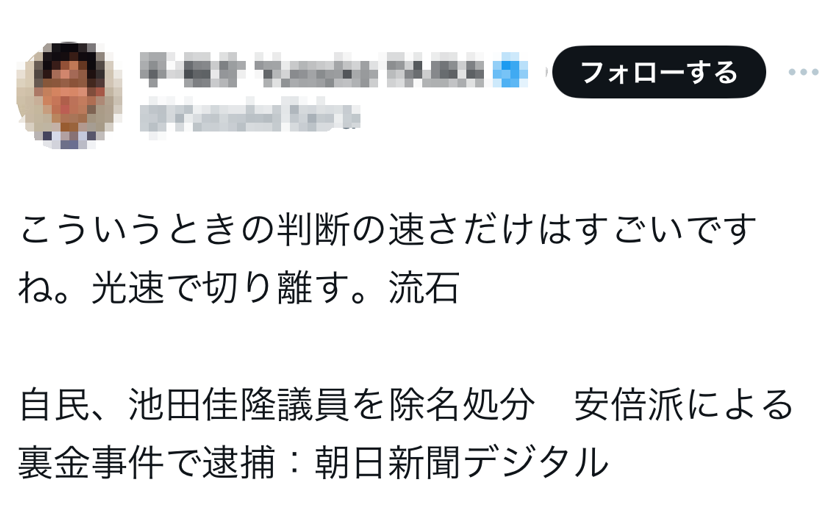 フォローする
こういうときの判断の速さだけはすごいです
ね。光速で切り離す。流石
自民、池田佳隆議員を除名処分　安倍派による
裏金事件で逮捕：朝日新聞デジタル